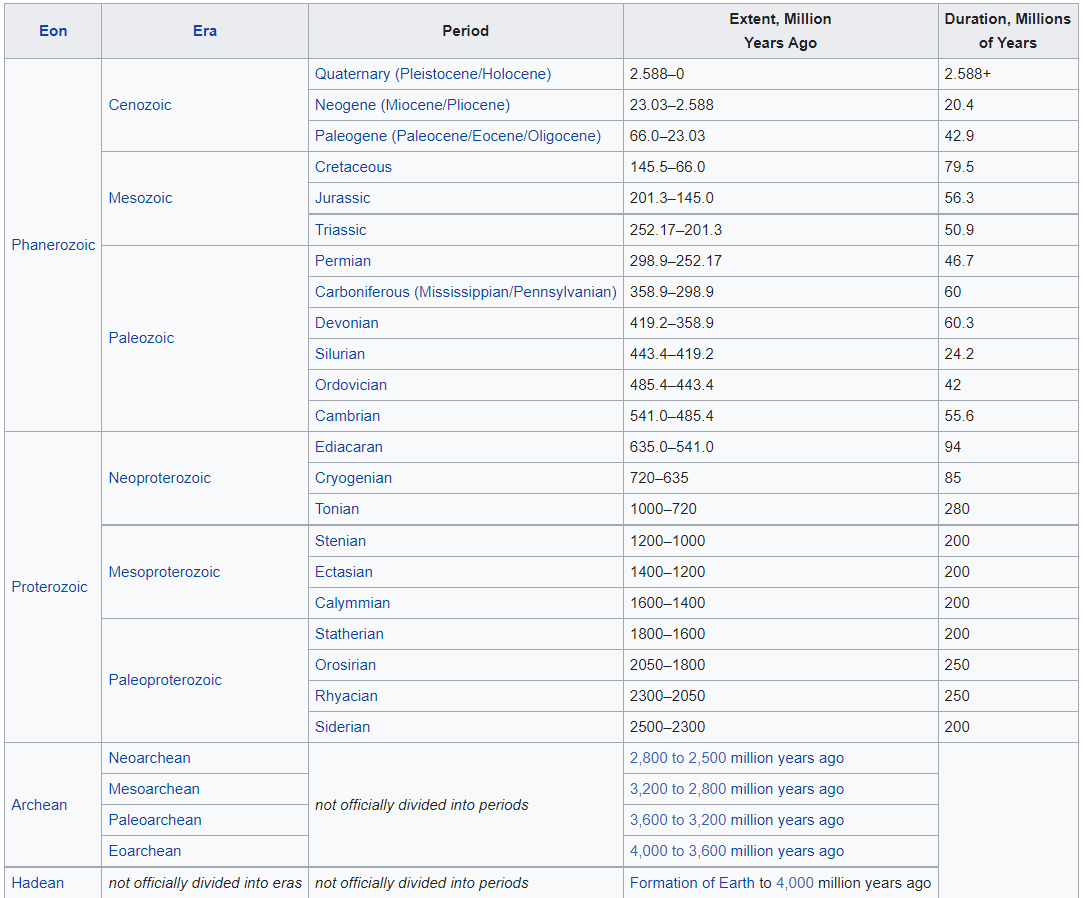 Eon Era Period Extent, Million Years Ago Duration, Millions of Years
Phanerozoic Cenozoic Quaternary (Pleistocene/Holocene) 2.588–0 2.588+
Neogene (Miocene/Pliocene) 23.03–2.588 20.4
Paleogene (Paleocene/Eocene/Oligocene) 66.0–23.03 42.9
Mesozoic Cretaceous 145.5–66.0 79.5
Jurassic 201.3–145.0 56.3
Triassic 252.17–201.3 50.9
Paleozoic Permian 298.9–252.17 46.7
Carboniferous (Mississippian/Pennsylvanian) 358.9–298.9 60
Devonian 419.2–358.9 60.3
Silurian 443.4–419.2 24.2
Ordovician 485.4–443.4 42
Cambrian 541.0–485.4 55.6
Proterozoic Neoproterozoic Ediacaran 635.0–541.0 94
Cryogenian 720–635 85
Tonian 1000–720 280
Mesoproterozoic Stenian 1200–1000 200
Ectasian 1400–1200 200
Calymmian 1600–1400 200
Paleoproterozoic Statherian 1800–1600 200
Orosirian 2050–1800 250
Rhyacian 2300–2050 250
Siderian 2500–2300 200
Archean Neoarchean not officially divided into periods 2,800 to 2,500 million years ago
Mesoarchean 3,200 to 2,800 million years ago
Paleoarchean 3,600 to 3,200 million years ago
Eoarchean 4,000 to 3,600 million years ago
Hadean not officially divided into eras not officially divided into periods Formation of Earth to 4,000 million years ago